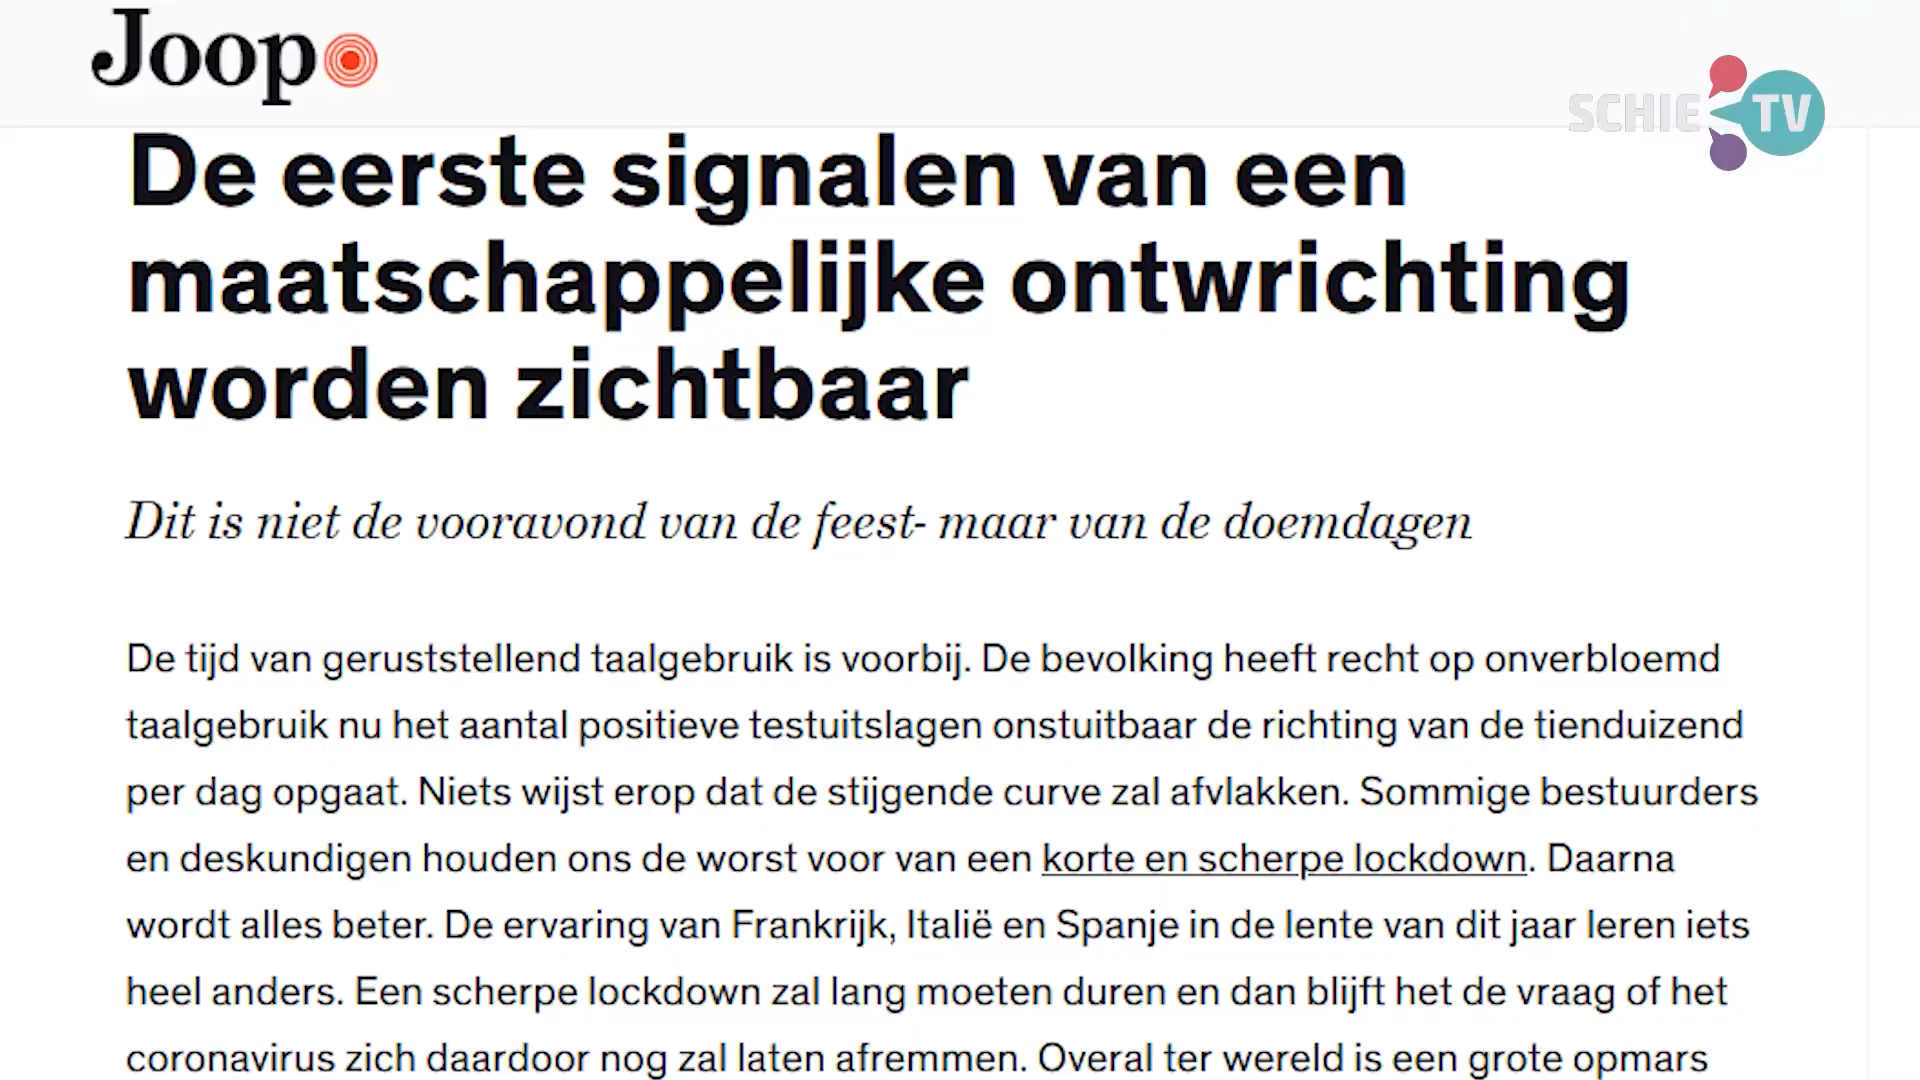 Joop
SCHIE TV
De eerste signalen van een
maatschappelijke ontwrichting
worden zichtbaar
Dit is niet de vooravond van de feest- maar van de doemdagen
De tijd van geruststellend taalgebruik is voorbij. De bevolking heeft recht op onverbloemd
taalgebruik nu het aantal positieve testuitslagen onstuitbaar de richting van de tienduizend
per dag opgaat. Niets wijst erop dat de stijgende curve zal afvlakken. Sommige bestuurders
en deskundigen houden ons de worst voor van een korte en scherpe lockdown. Daarna
wordt alles beter. De ervaring van Frankrijk, Italië en Spanje in de lente van dit jaar leren iets
heel anders. Een scherpe lockdown zal lang moeten duren en dan blijft het de vraag of het
coronavirus zich daardoor nog zal laten afremmen. Overal ter wereld is een grote opmars